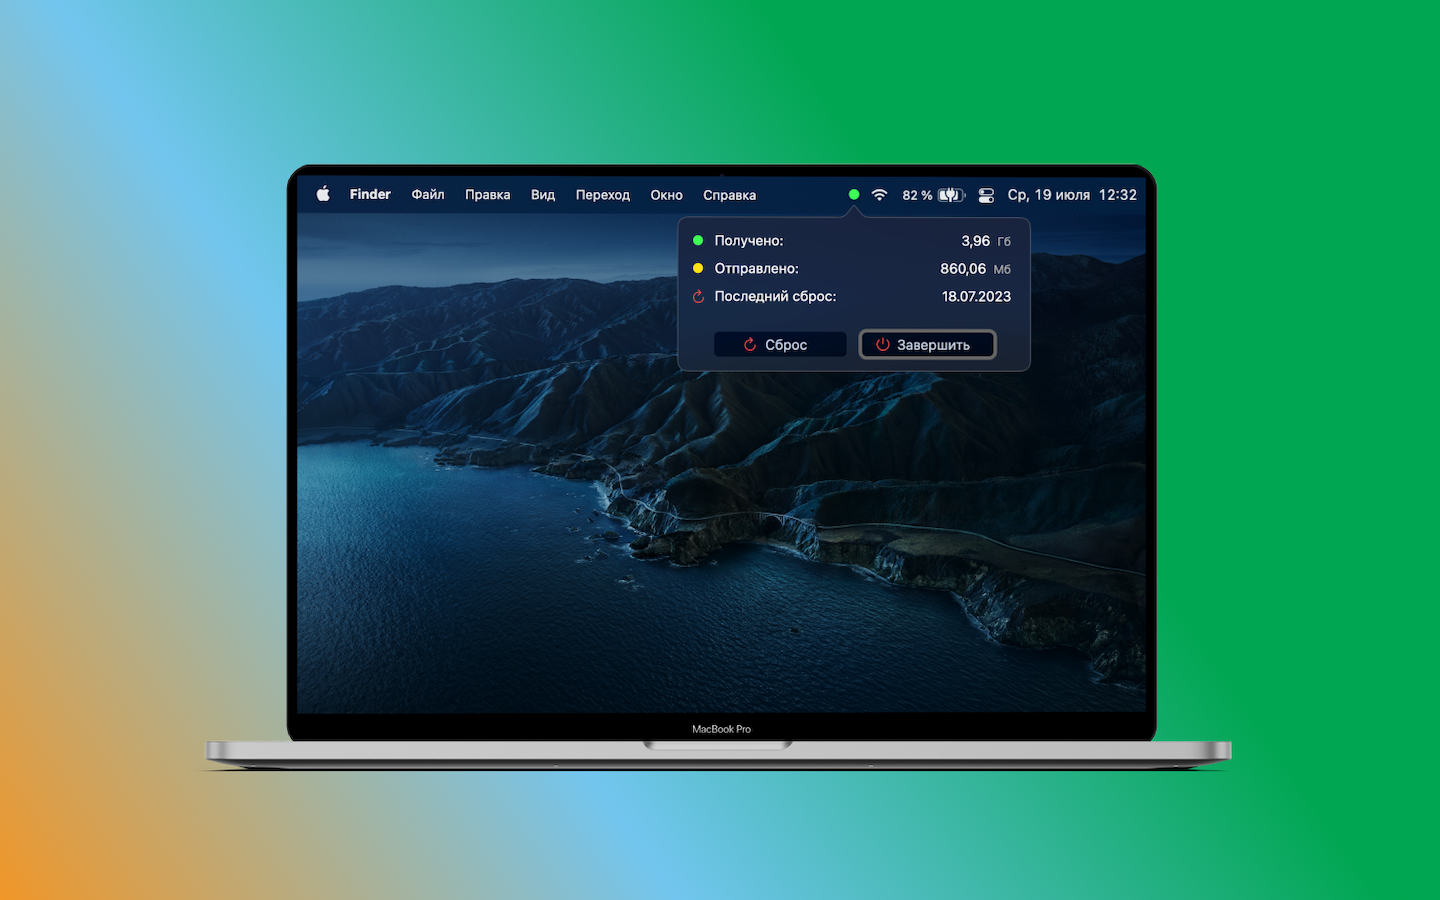 Finder Файл Правка Вид Переход Окно Справка 82 % Ср, 19 июля 12:32
Получено: 3,96 Гб
Отправлено: 860,06 Мб
Последний сброс: 18.07.2023
Сброс Завершить
MacBook Pro